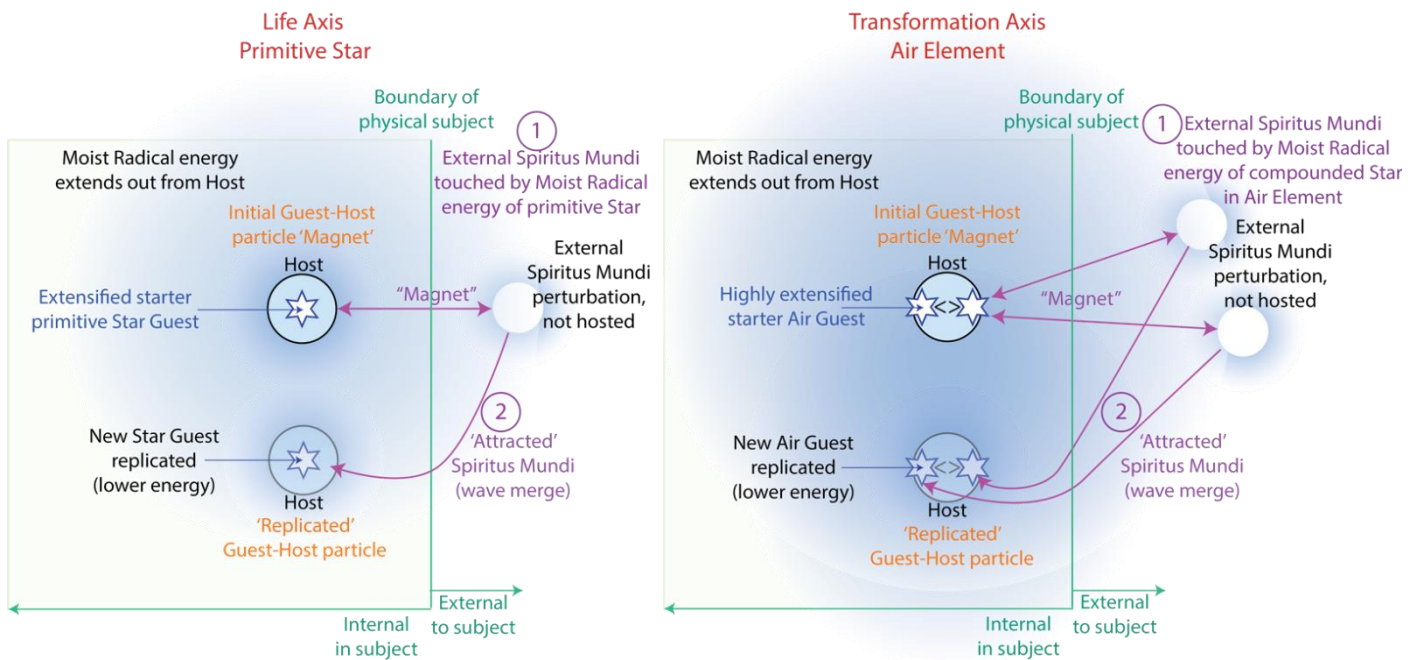 Life Axis
Primitive Star
Boundary of
physical subject
1
Moist Radical energy
extends out from Host
External Spiritus Mundi
touched by Moist Radical
energy of primitive Star
Initial Guest-Host
particle ‘Magnet’
Host
External
Spiritus Mundi
perturbation,
not hosted
“Magnet”
Extensified starter
primitive Star Guest
2
New Star Guest
replicated
(lower energy)
‘Attracted’
Spiritus Mundi
(wave merge)
Host
‘Replicated’
Guest-Host particle
External
to subject
Internal
in subject
Transformation Axis
Air Element
Boundary of
physical subject
1
External Spiritus Mundi
touched by Moist Radical
energy of compounded Star
in Air Element
Moist Radical energy
extends out from Host
Initial Guest-Host
particle ‘Magnet’
Host
External
Spiritus Mundi
perturbation,
not hosted
“Magnet”
Highly extensified
starter Air Guest
<>
2
New Air Guest
replicated
(lower energy)
<>
‘Attracted’
Spiritus Mundi
(wave merge)
Host
‘Replicated’
Guest-Host particle
External
to subject
Internal
in subject